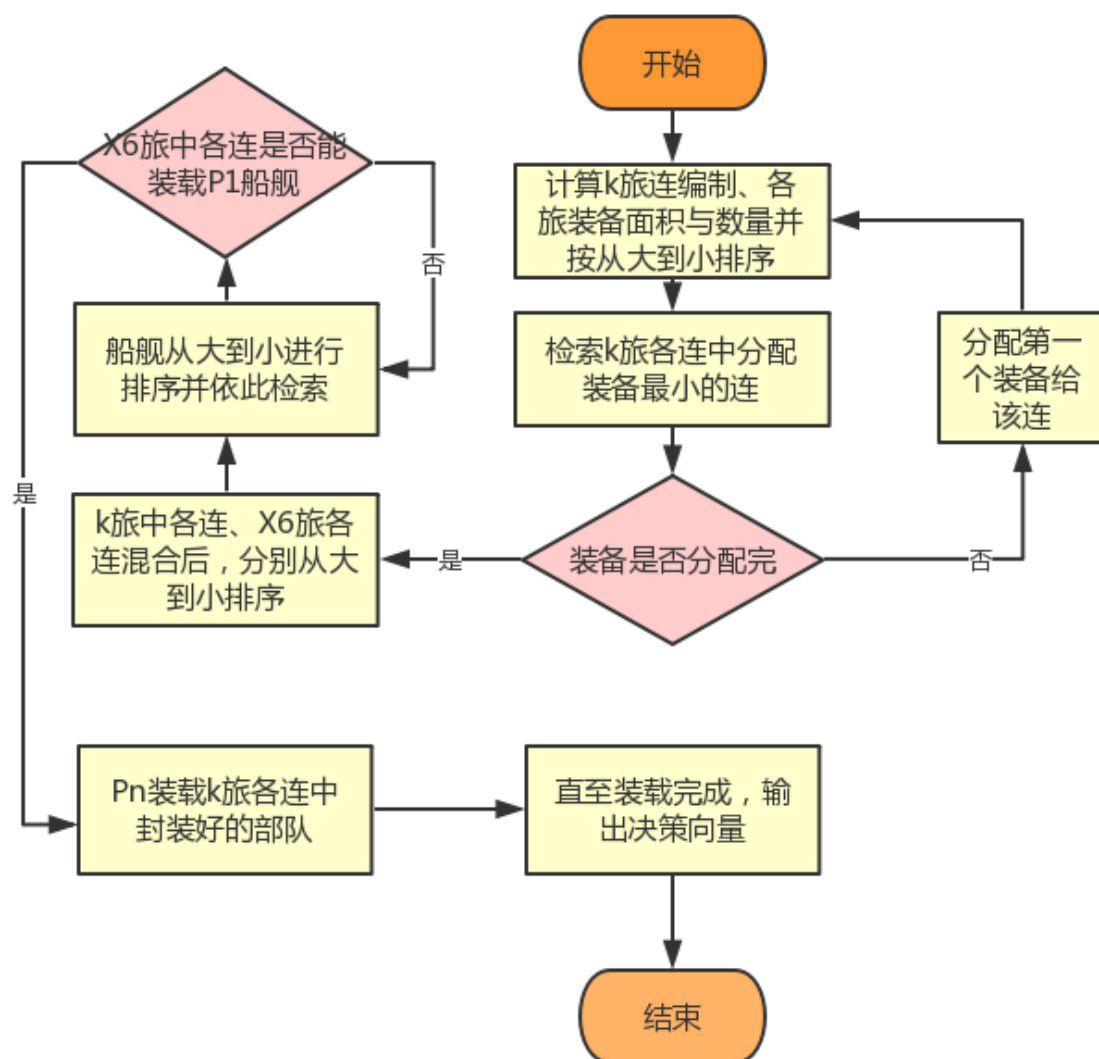 开始
计算k旅连编制、各
旅装备面积与数量并
按从大到小排序
检索k旅各连中分配
装备最小的连
装备是否分配完
否
分配第一
个装备给
该连
是
k旅中各连、X6旅各
连混合后，分别从大
到小排序
船舰从大到小进行
排序并依此检索
X6旅中各连是否能
装载P1船舰
否
是
Pn装载k旅各连中
封装好的部队
直至装载完成，输
出决策向量
结束